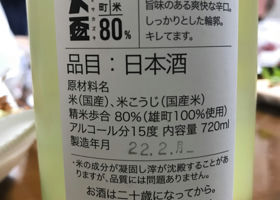 町米
80%
旨味のある爽快な辛口。
しっかりとした輪郭。
キレてます。
品目：日本酒
原材料名
米(国産)、米こうじ(国産米)
精米歩合 80%(雄町100%使用)
アルコール分15度 内容量 720ml
製造年月 22.2月
・米の成分が凝固し滓が沈殿することがあ
りますが、品質には問題ありません。
お酒は二十歳になってから。